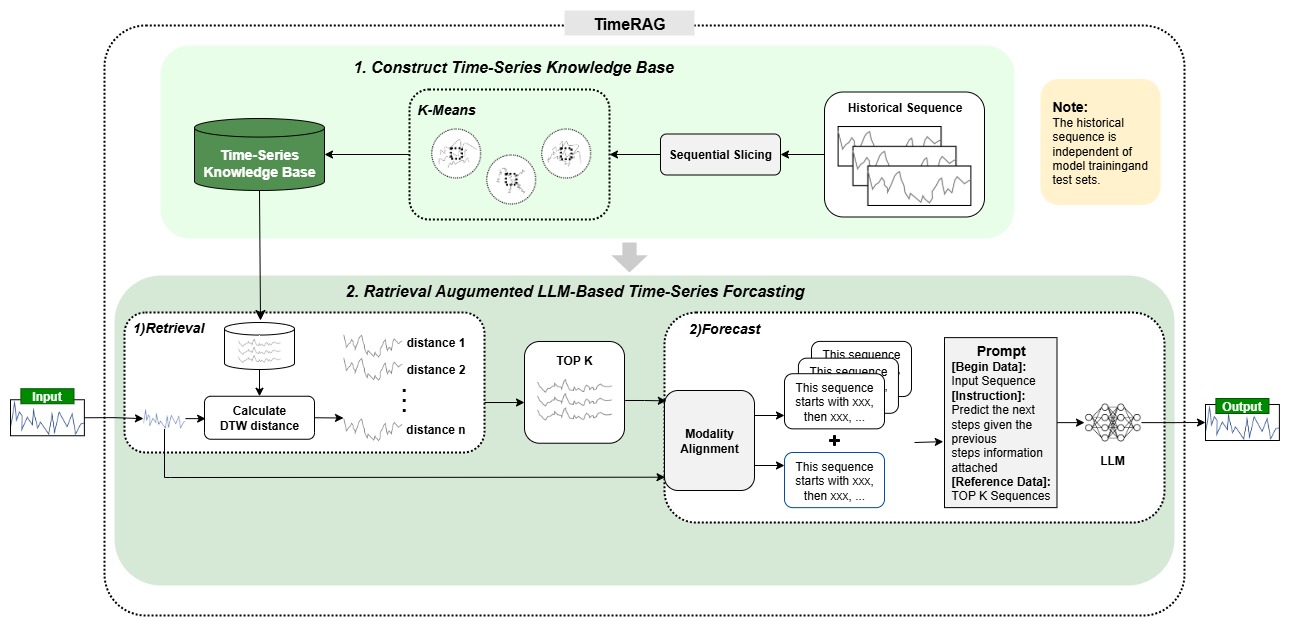 TimeRAG
1. Construct Time-Series Knowledge Base
K-Means
Time-Series
Knowledge Base
Sequential Slicing
Historical Sequence
Note:
The historical
sequence is
independent of
model trainingand
test sets.
2. Ratrieval Augumented LLM-Based Time-Series Forcasting
1)Retrieval
distance 1
distance 2
distance n
Calculate
DTW distance
Input
TOP K
2)Forecast
Modality
Alignment
This sequence
This sequence
This sequence
starts with xxx,
then xxx, ...
+
This sequence
starts with xxx,
then xxx, ...
Prompt
[Begin Data]:
Input Sequence
[Instruction]:
Predict the next
steps given the
previous
steps information
attached
[Reference Data]:
TOP K Sequences
LLM
Output